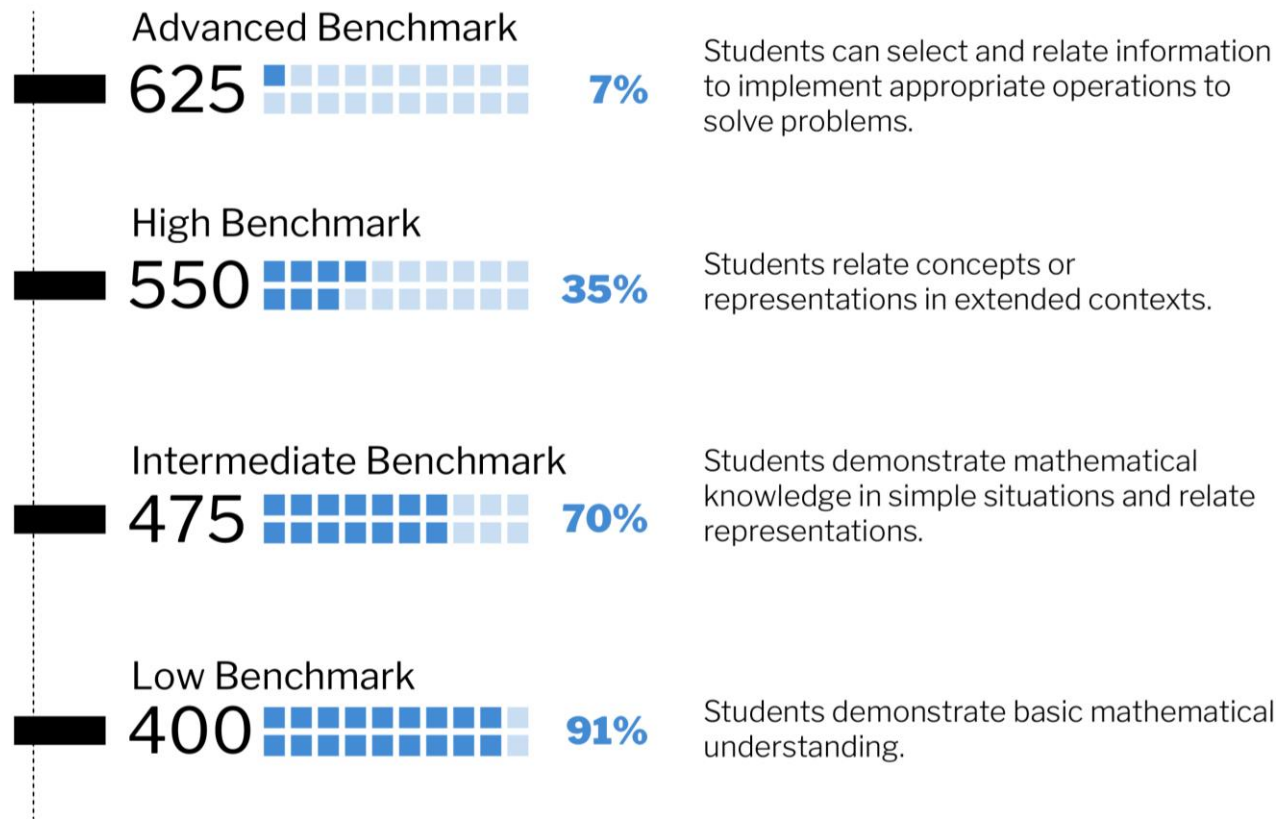 Advanced Benchmark
625
7%
Students can select and relate information
to implement appropriate operations to
solve problems.
High Benchmark
550
35%
Students relate concepts or
representations in extended contexts.
Intermediate Benchmark
475
70%
Students demonstrate mathematical
knowledge in simple situations and relate
representations.
Low Benchmark
400
91%
Students demonstrate basic mathematical
understanding.